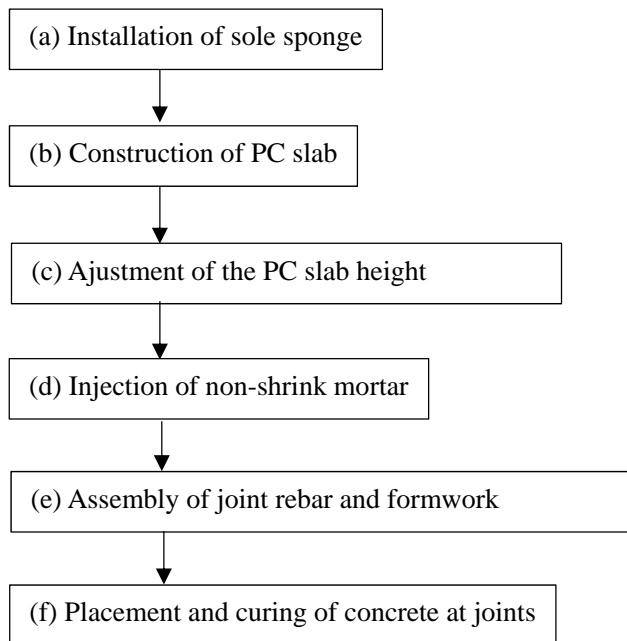 (a) Installation of sole sponge
(b) Construction of PC slab
(c) Ajustment of the PC slab height
(d) Injection of non-shrink mortar
(e) Assembly of joint rebar and formwork
(f) Placement and curing of concrete at joints